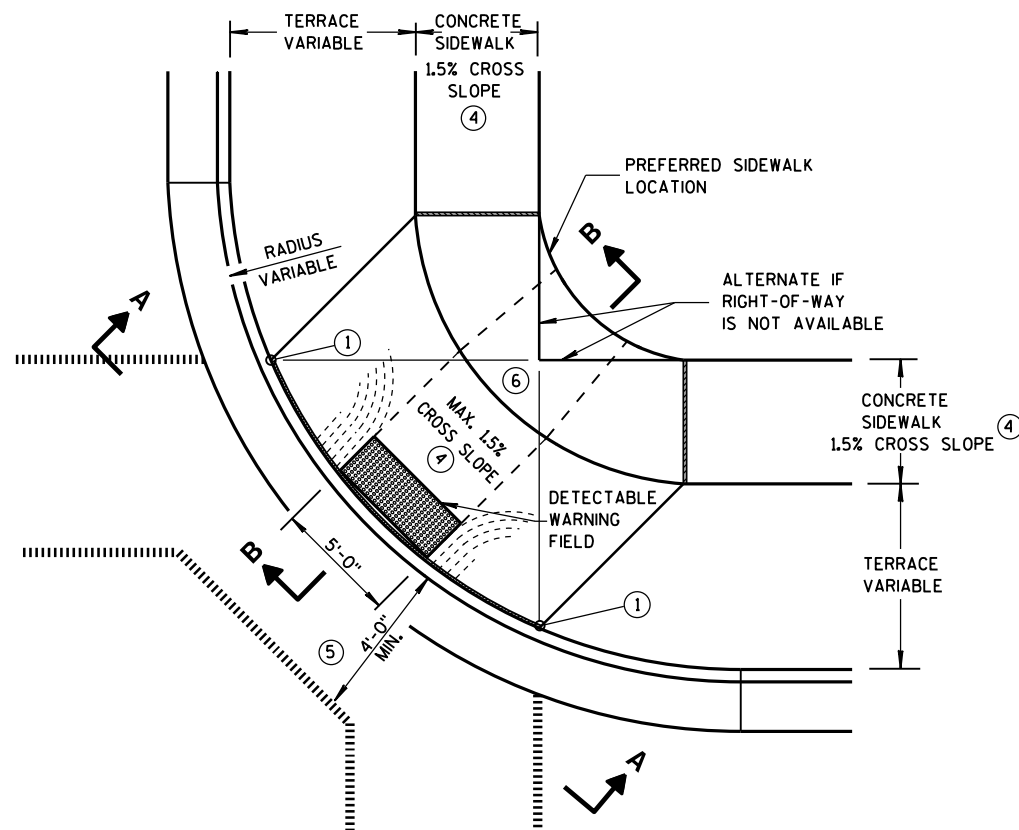 TERRACE
VARIABLE
CONCRETE
SIDEWALK
1.5% CROSS
SLOPE
4
PREFERRED SIDEWALK
LOCATION
B
RADIUS
VARIABLE
ALTERNATE IF
RIGHT-OF-WAY
IS NOT AVAILABLE
A
1
6
MAX. 1.5%
CROSS SLOPE
4
CONCRETE
SIDEWALK
1.5% CROSS SLOPE
4
DETECTABLE
WARNING
FIELD
B
5'-0"
4'-0"
MIN.
5
1
TERRACE
VARIABLE
A